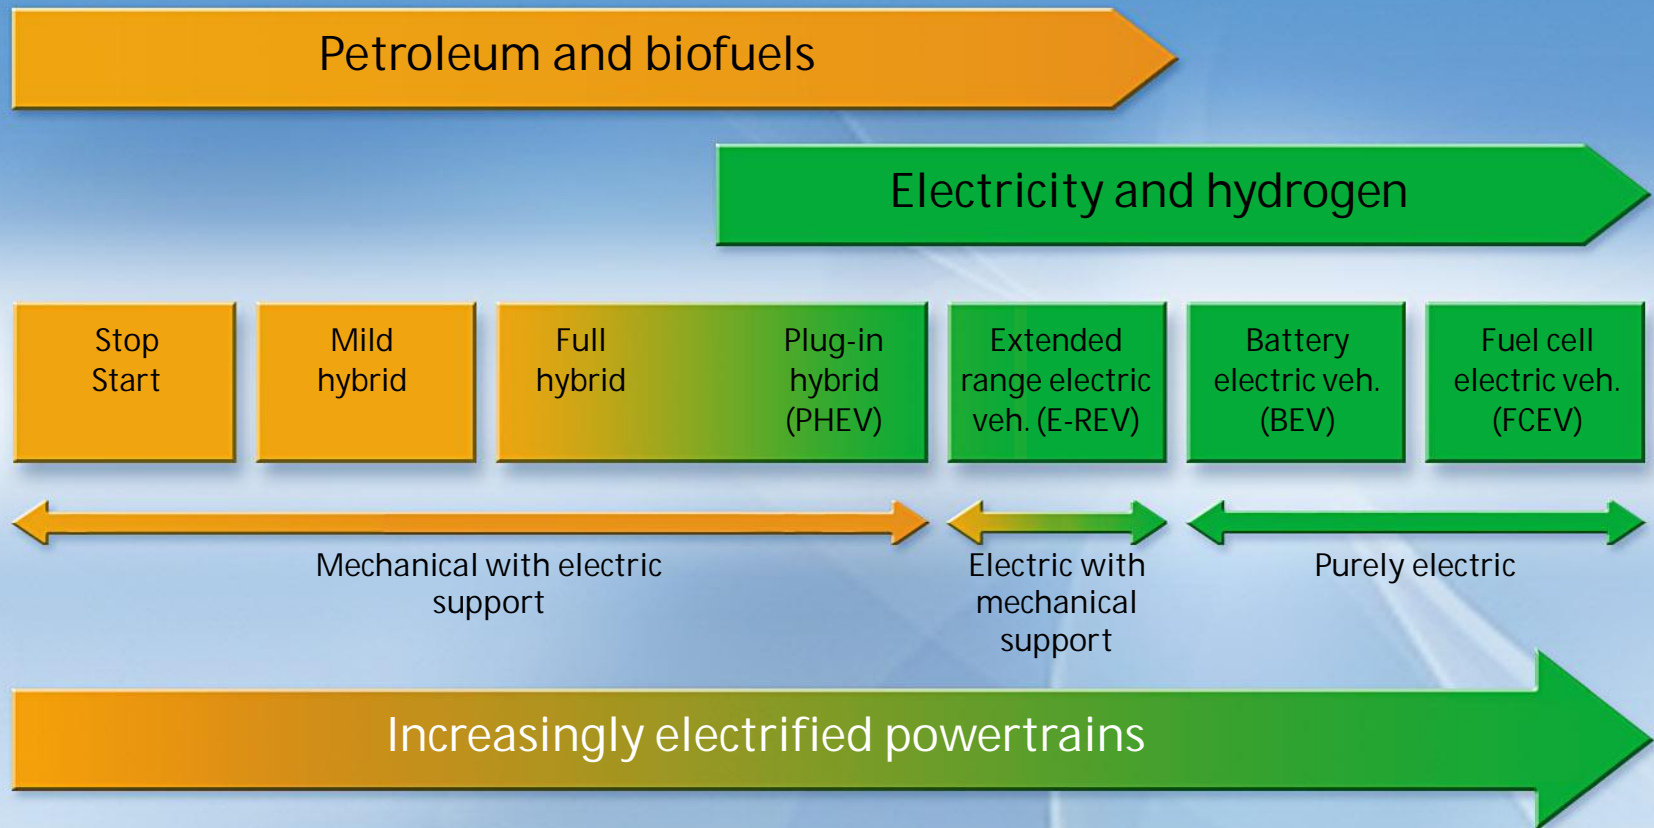 Petroleum and biofuels
Electricity and hydrogen
Stop
Start
Mild
hybrid
Full
hybrid
Plug-in
hybrid
(PHEV)
Extended
range electric
veh. (E-REV)
Battery
electric veh.
(BEV)
Fuel cell
electric veh.
(FCEV)
Mechanical with electric
support
Electric with
mechanical
support
Purely electric
Increasingly electrified powertrains